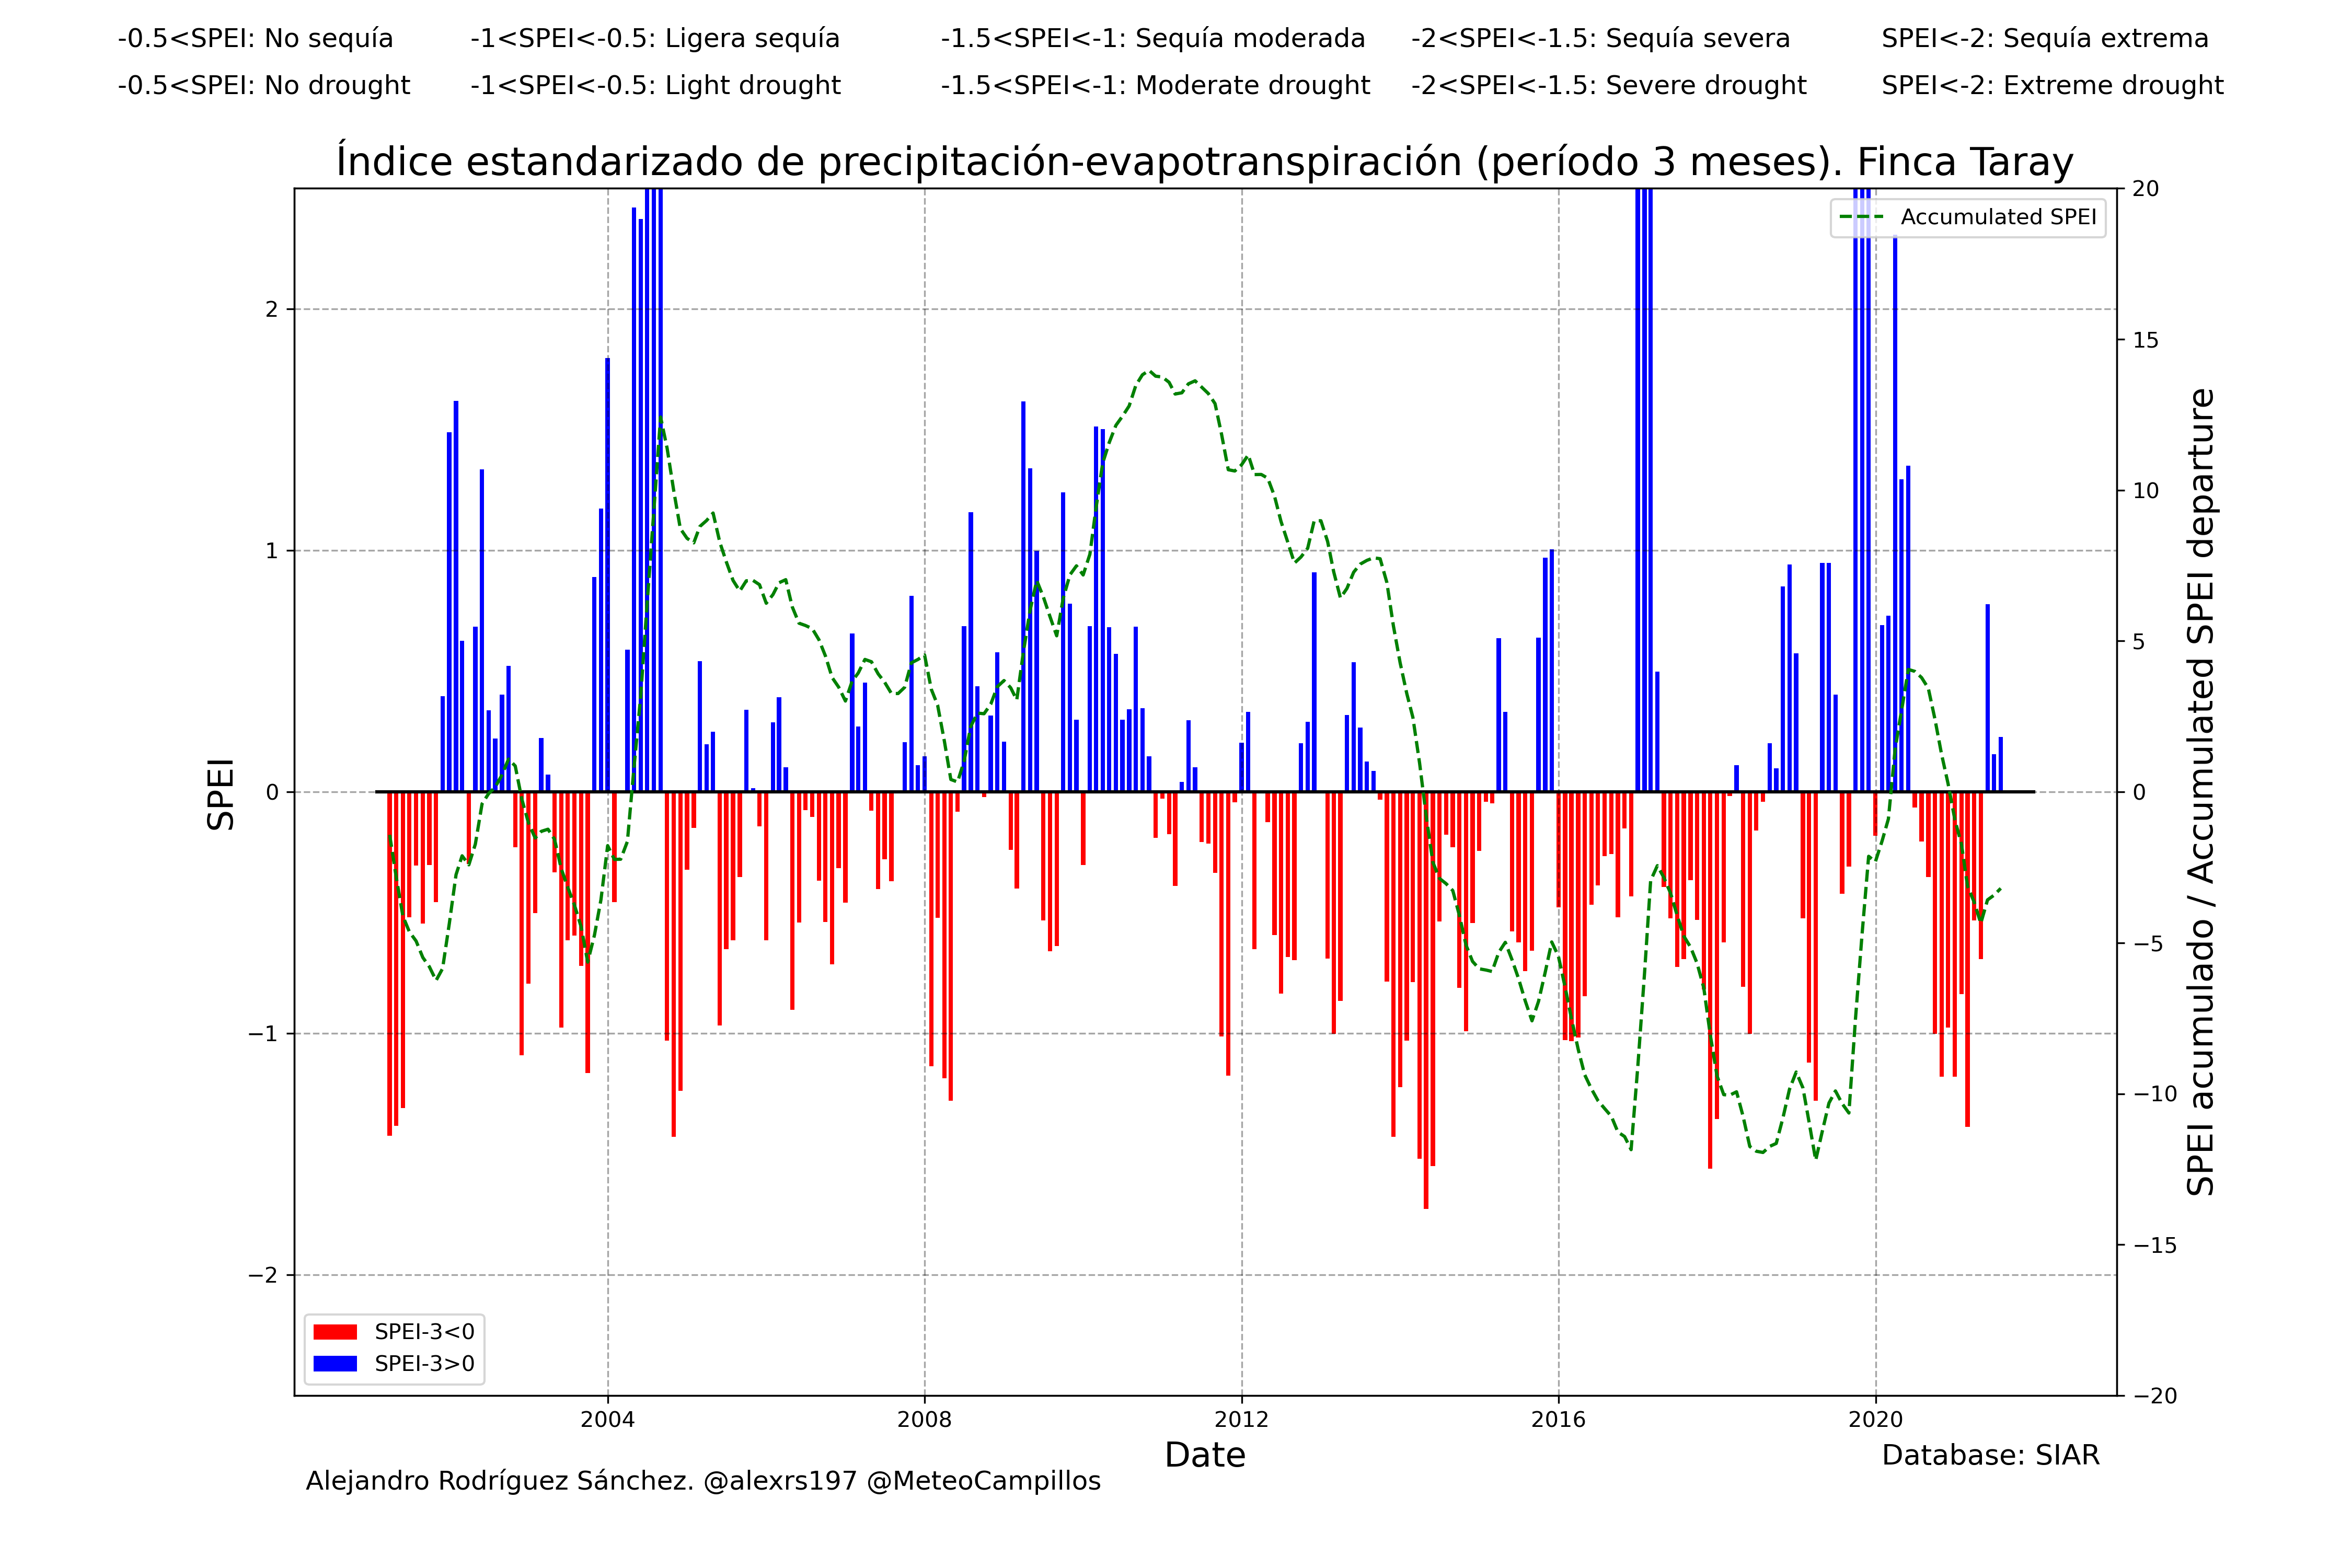 -0.5<SPEI: No sequía
-1<SPEI<-0.5: Ligera sequía
-1.5<SPEI<-1: Sequía moderada
-2<SPEI<-1.5: Sequía severa
SPEI<-2: Sequía extrema
-0.5<SPEI: No drought
-1<SPEI<-0.5: Light drought
-1.5<SPEI<-1: Moderate drought
-2<SPEI<-1.5: Severe drought
SPEI<-2: Extreme drought
Índice estandarizado de precipitación-evapotranspiración (período 3 meses). Finca Taray
Accumulated SPEI
SPEI
2
1
0
−1
−2
20
15
10
5
0
−5
−10
−15
−20
SPEI acumulado / Accumulated SPEI departure
SPEI-3<0
SPEI-3>0
2004
2008
2012
2016
2020
Date
Database: SIAR
Alejandro Rodríguez Sánchez. @alexrs197 @MeteoCampillos